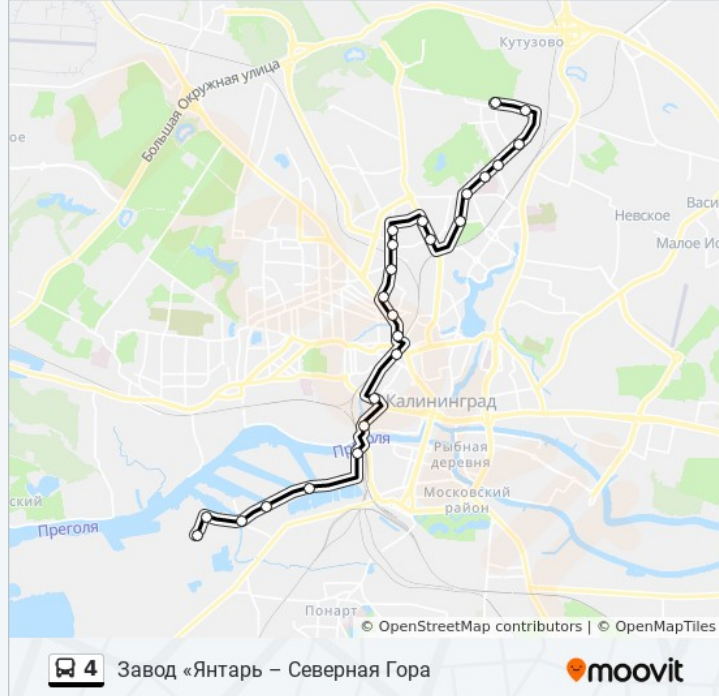 Кутузово
Большая Окружная улица
ое
Невское
Васи
Малое Ис
Калининград
Преголя
Рыбная
деревня
Московский
район
ский
Преголя
Понарт
© OpenStreetMap contributors | © OpenMapTiles
4 Завод «Янтарь – Северная Гора
moovit